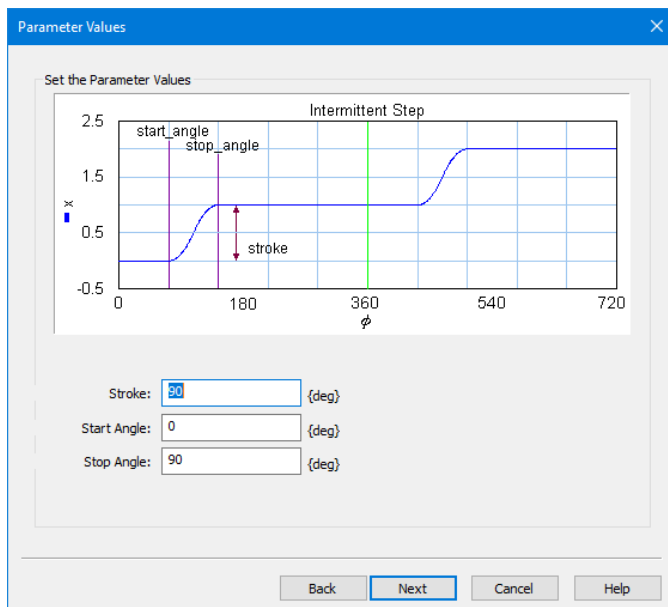 Parameter Values
Set the Parameter Values
Intermittent Step
2.5
start_angle
stop_angle
1.5
x
0.5
stroke
-0.5
0 180 360 540 720
ϕ
Stroke: 90 {deg}
Start Angle: 0 {deg}
Stop Angle: 90 {deg}
Back Next Cancel Help